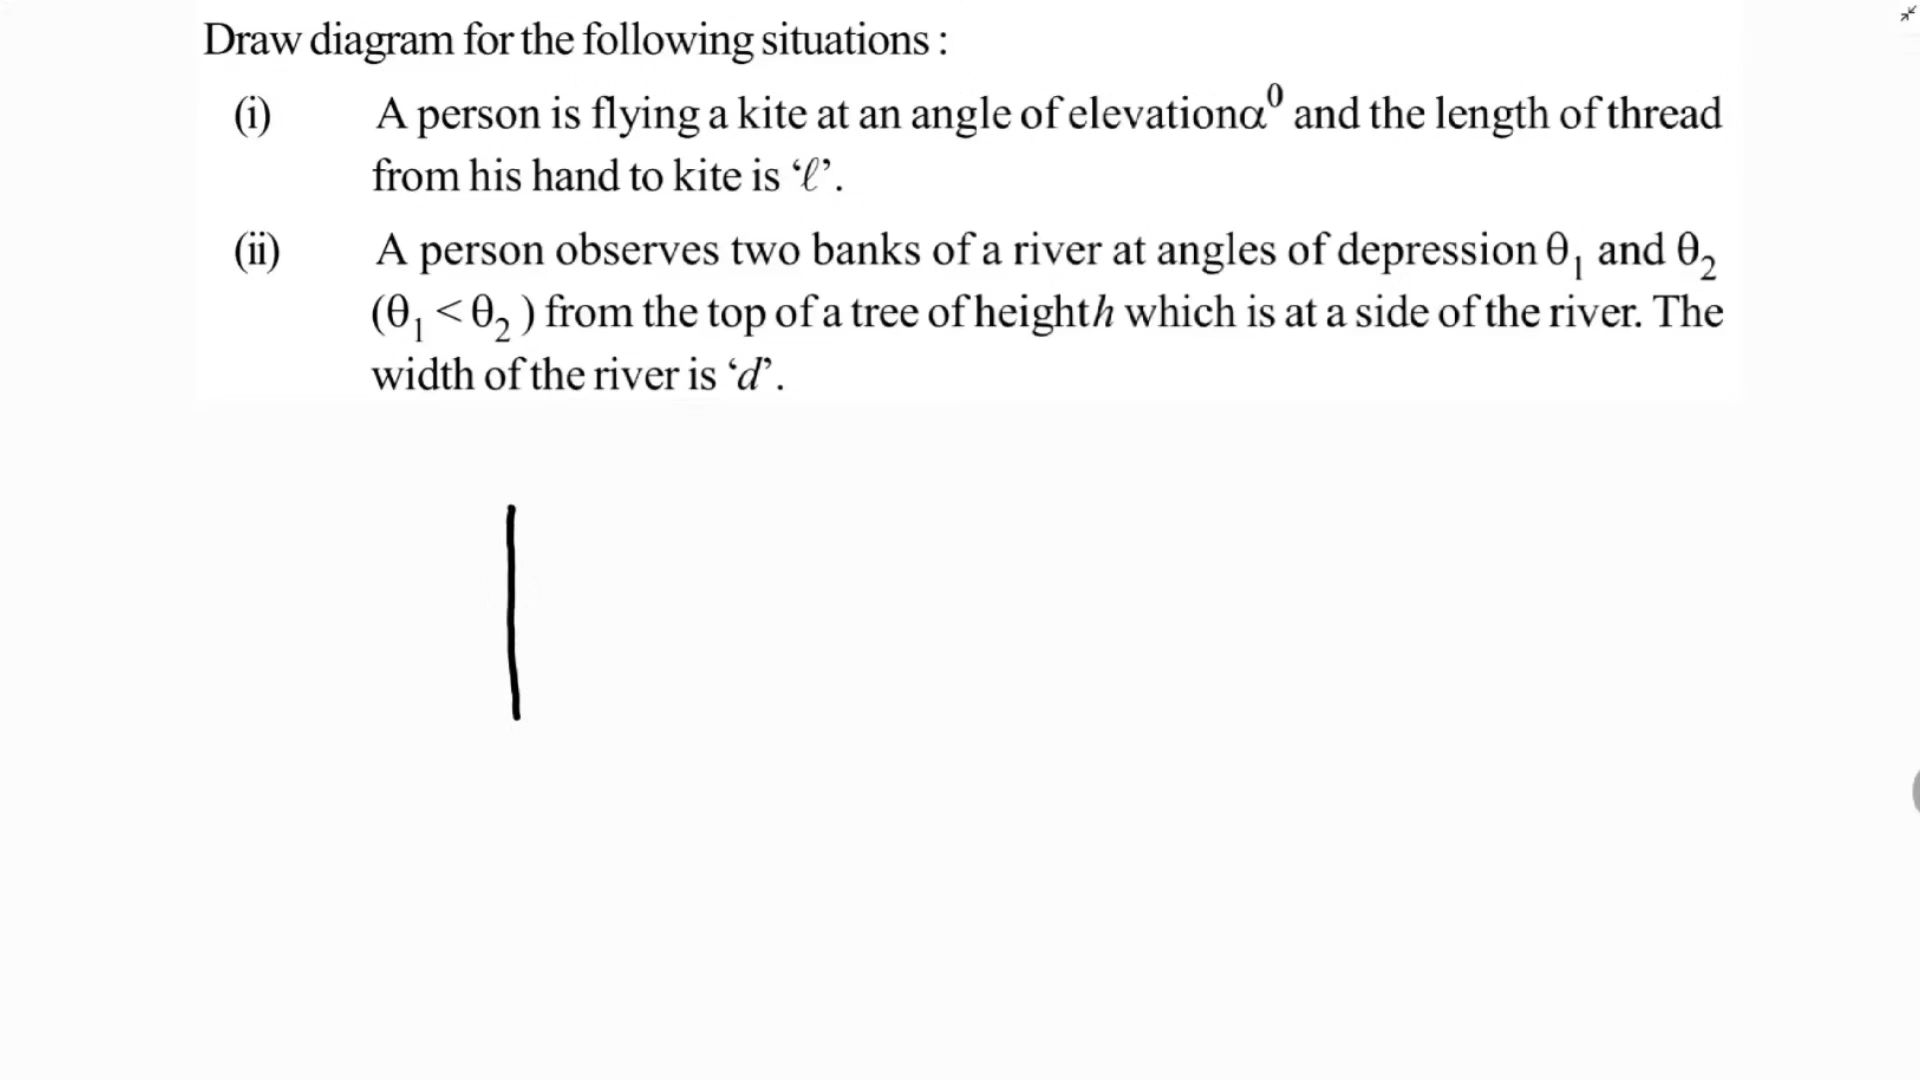 Draw diagram for the following situations :
(i) A person is flying a kite at an angle of elevationα⁰ and the length of thread
from his hand to kite is ‘ℓ’.
(ii) A person observes two banks of a river at angles of depression θ₁ and θ₂
(θ₁ < θ₂ ) from the top of a tree of heighth which is at a side of the river. The
width of the river is ‘d’.